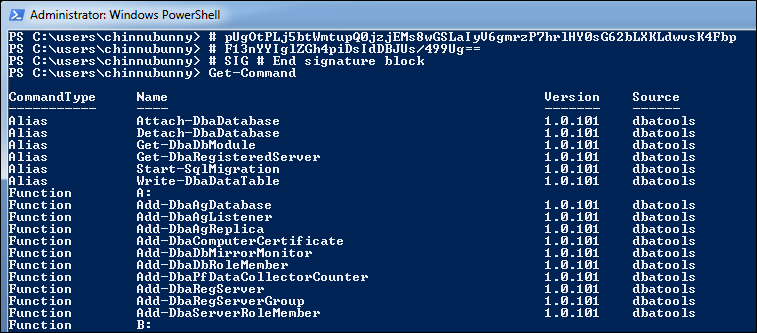 Administrator: Windows PowerShell
PS C:\users\chinnubunny> # pUgOtPLj5btWmtupQ0jzjEMs8wGSLaIyV6gmrzP7hrlHY0sG62bLXKLdwvsK4Fbp
PS C:\users\chinnubunny> # F13nYYIglZGh4piDsIdDBJUs/499Ug==
PS C:\users\chinnubunny> # SIG # End signature block
PS C:\users\chinnubunny> Get-Command
CommandType Name Version Source
----------- ---- ------- ------
Alias Attach-DbaDatabase 1.0.101 dbatools
Alias Detach-DbaDatabase 1.0.101 dbatools
Alias Get-DbaDbModule 1.0.101 dbatools
Alias Get-DbaRegisteredServer 1.0.101 dbatools
Alias Start-SqlMigration 1.0.101 dbatools
Alias Write-DbaDataTable 1.0.101 dbatools
Function A:
Function Add-DbaAgDatabase 1.0.101 dbatools
Function Add-DbaAgListener 1.0.101 dbatools
Function Add-DbaAgReplica 1.0.101 dbatools
Function Add-DbaComputerCertificate 1.0.101 dbatools
Function Add-DbaDbMirrorMonitor 1.0.101 dbatools
Function Add-DbaDbRoleMember 1.0.101 dbatools
Function Add-DbaPfDataCollectorCounter 1.0.101 dbatools
Function Add-DbaRegServer 1.0.101 dbatools
Function Add-DbaRegServerGroup 1.0.101 dbatools
Function Add-DbaServerRoleMember 1.0.101 dbatools
Function B: